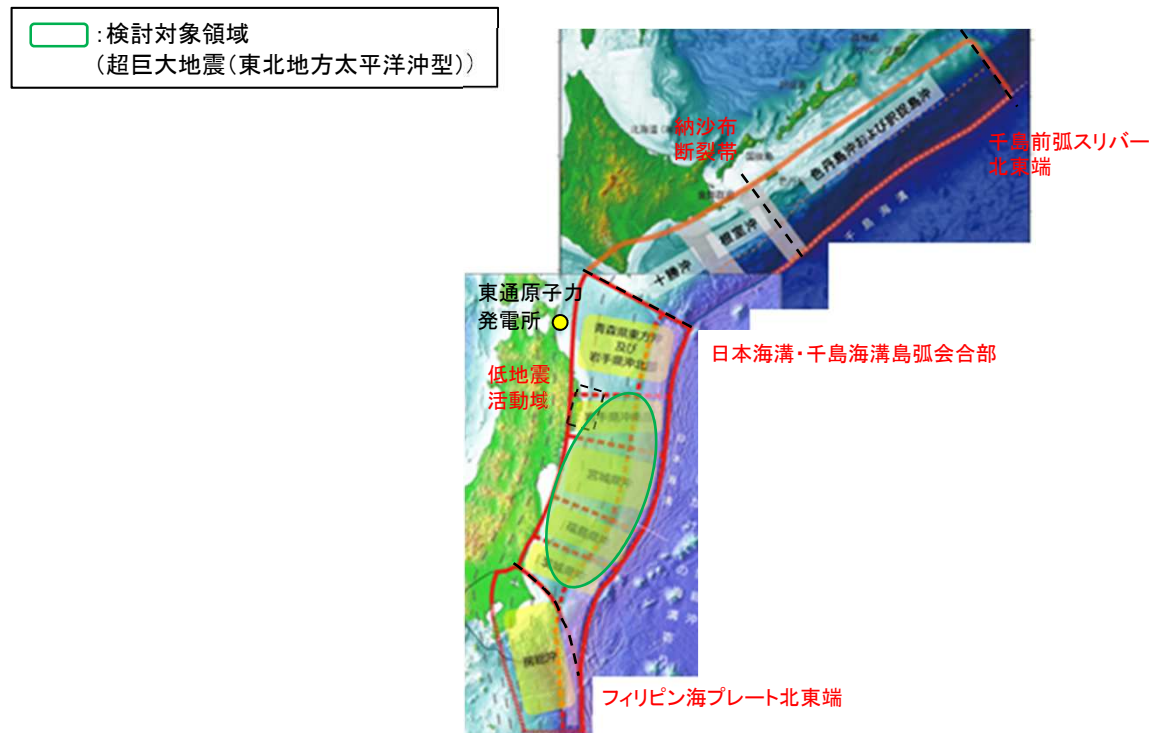 :検討対象領域
(超巨大地震(東北地方太平洋沖型))
納沙布
断裂帯
色丹島沖および択捉島沖
千島前弧スリバー
北東端
千島海溝
根室沖
十勝沖
東通原子力
発電所
青森県東方沖
及び
岩手県沖北部
日本海溝・千島海溝島弧会合部
低地震
活動域
宮城県沖
福島県沖
房総沖
フィリピン海プレート北東端